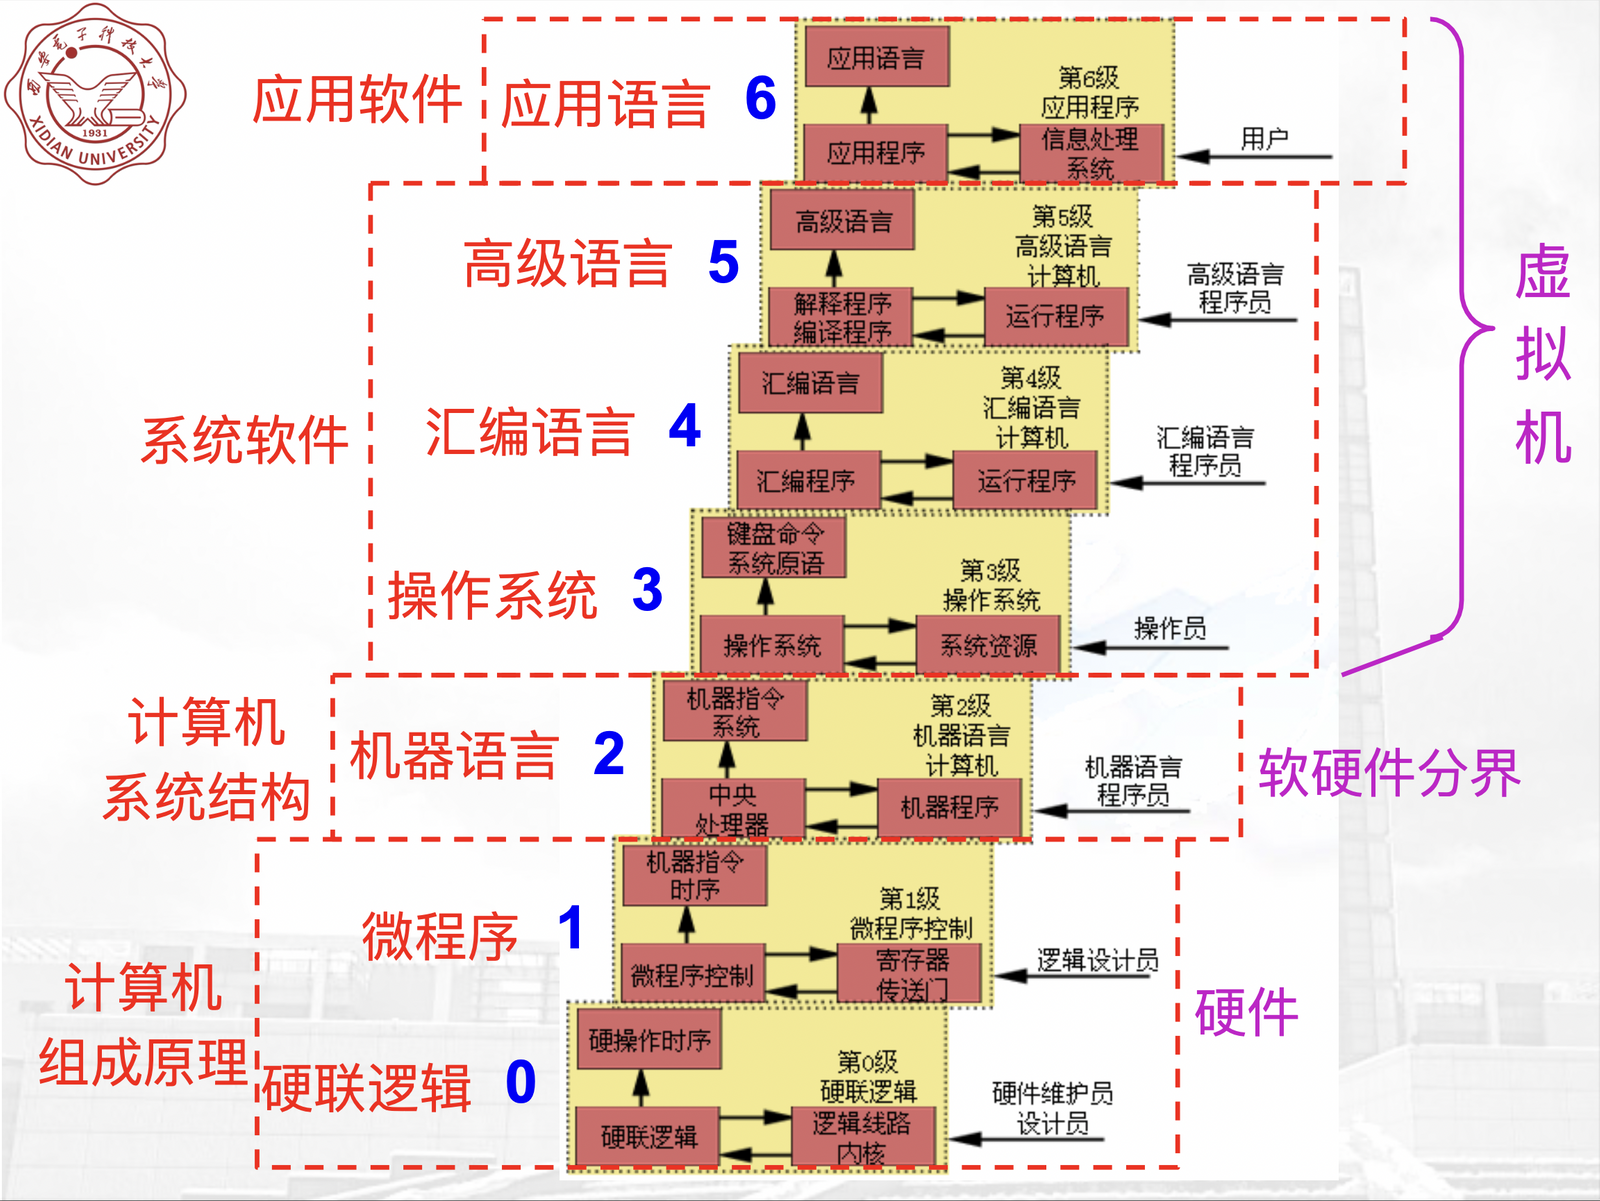 西安电子科技大学
1931
XIDIAN UNIVERSITY
应用软件
应用语言 6
应用语言
第6级
应用程序
应用程序
信息处理
系统
用户
高级语言 5
高级语言
第5级
高级语言
计算机
解释程序
编译程序
运行程序
高级语言
程序员
虚
拟
机
系统软件
汇编语言 4
汇编语言
第4级
汇编语言
计算机
汇编程序
运行程序
汇编语言
程序员
操作系统 3
键盘命令
系统原语
第3级
操作系统
操作系统
系统资源
操作员
计算机
系统结构
机器语言 2
机器指令
系统
第2级
机器语言
计算机
中央
处理器
机器程序
机器语言
程序员
软硬件分界
微程序 1
机器指令
时序
第1级
微程序控制
微程序控制
寄存器
传送门
逻辑设计员
计算机
组成原理
硬件
硬联逻辑 0
硬操作时序
第0级
硬联逻辑
硬联逻辑
逻辑线路
内核
硬件维护员
设计员